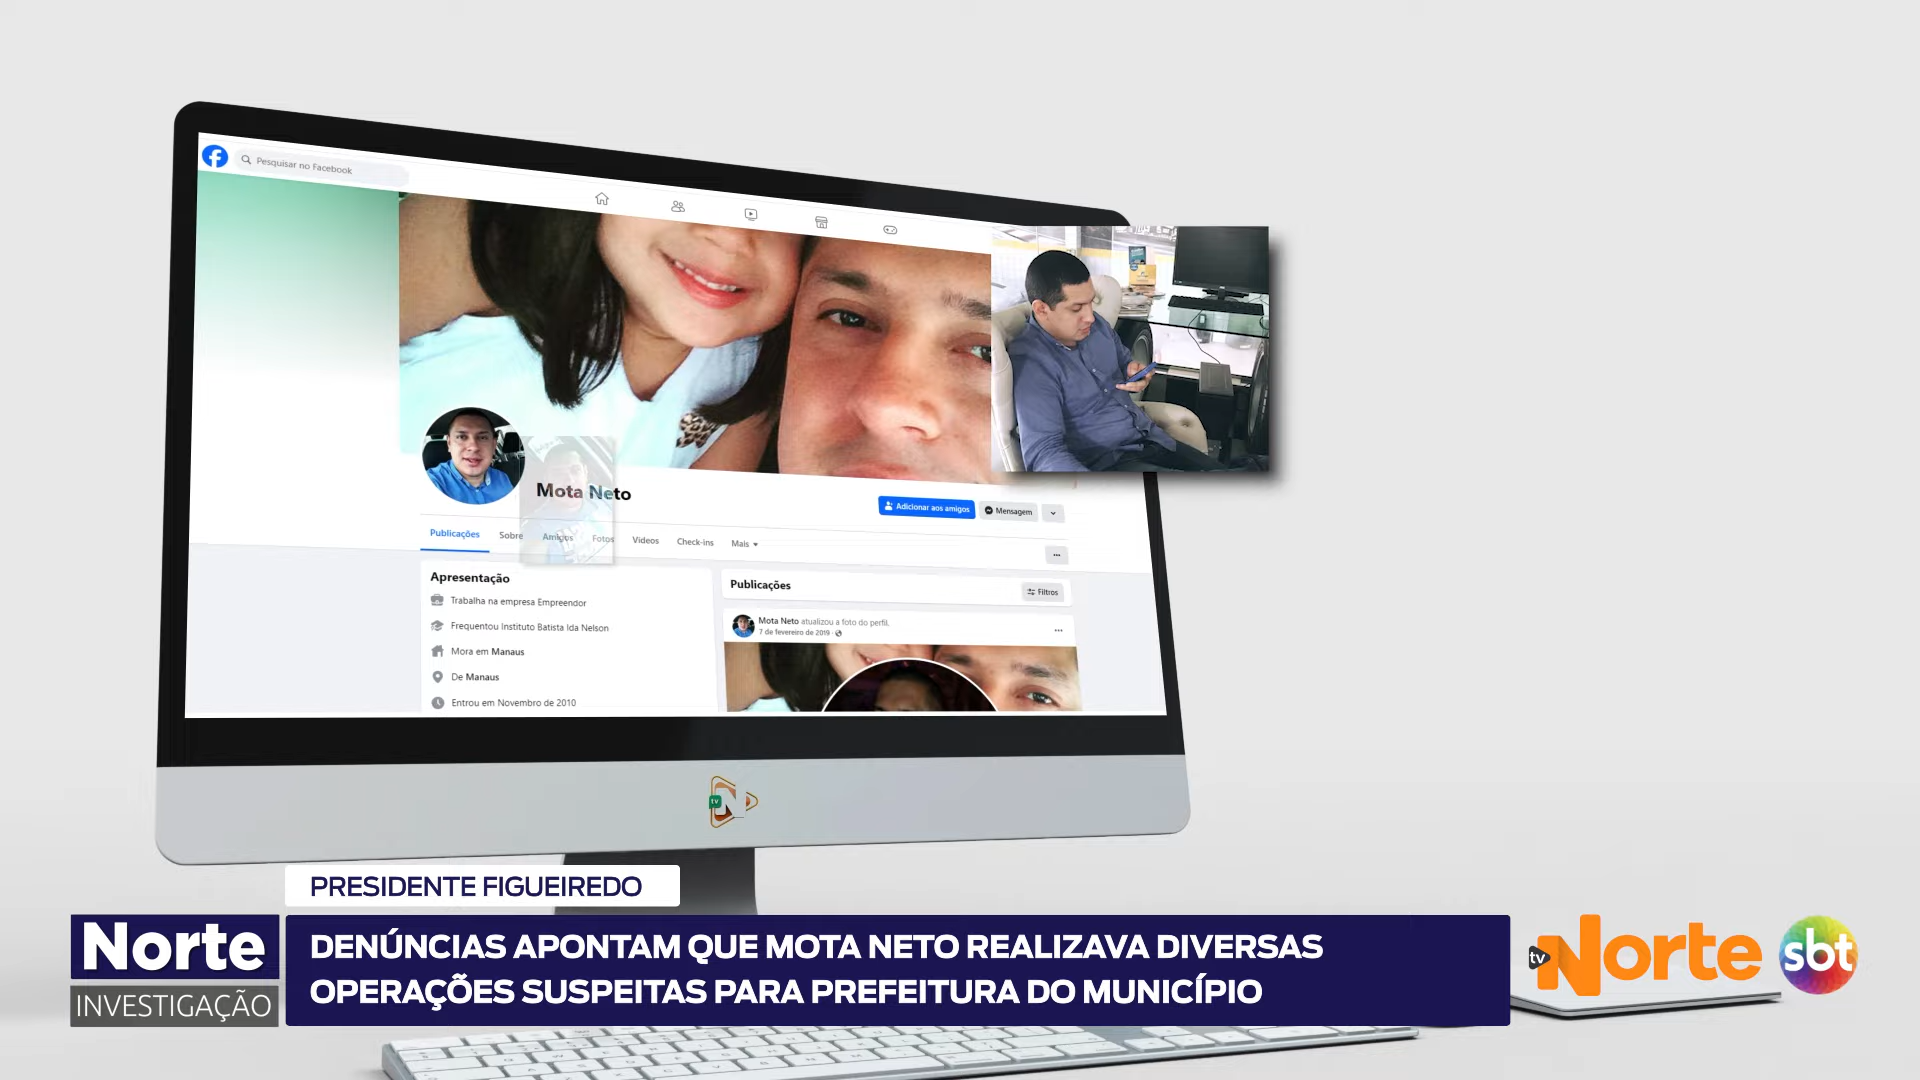 Pesquisar no Facebook
Mota Neto
Adicionar aos amigos
Mensagem
Publicações Sobre Amigos Fotos Vídeos Check-ins Mais
Apresentação
Trabalha na empresa Empreendor
Frequentou Instituto Batista Ida Nelson
Mora em Manaus
De Manaus
Entrou em Novembro de 2010
Publicações
Filtros
Mota Neto atualizou a foto do perfil.
7 de fevereiro de 2019
tv N
PRESIDENTE FIGUEIREDO
Norte
INVESTIGAÇÃO
DENÚNCIAS APONTAM QUE MOTA NETO REALIZAVA DIVERSAS
OPERAÇÕES SUSPEITAS PARA PREFEITURA DO MUNICÍPIO
tv Norte sbt